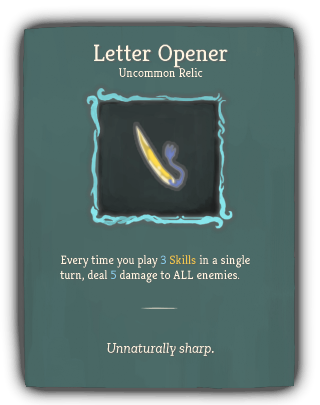 Letter Opener
Uncommon Relic
Every time you play 3 Skills in a single
turn, deal 5 damage to ALL enemies.
Unnaturally sharp.